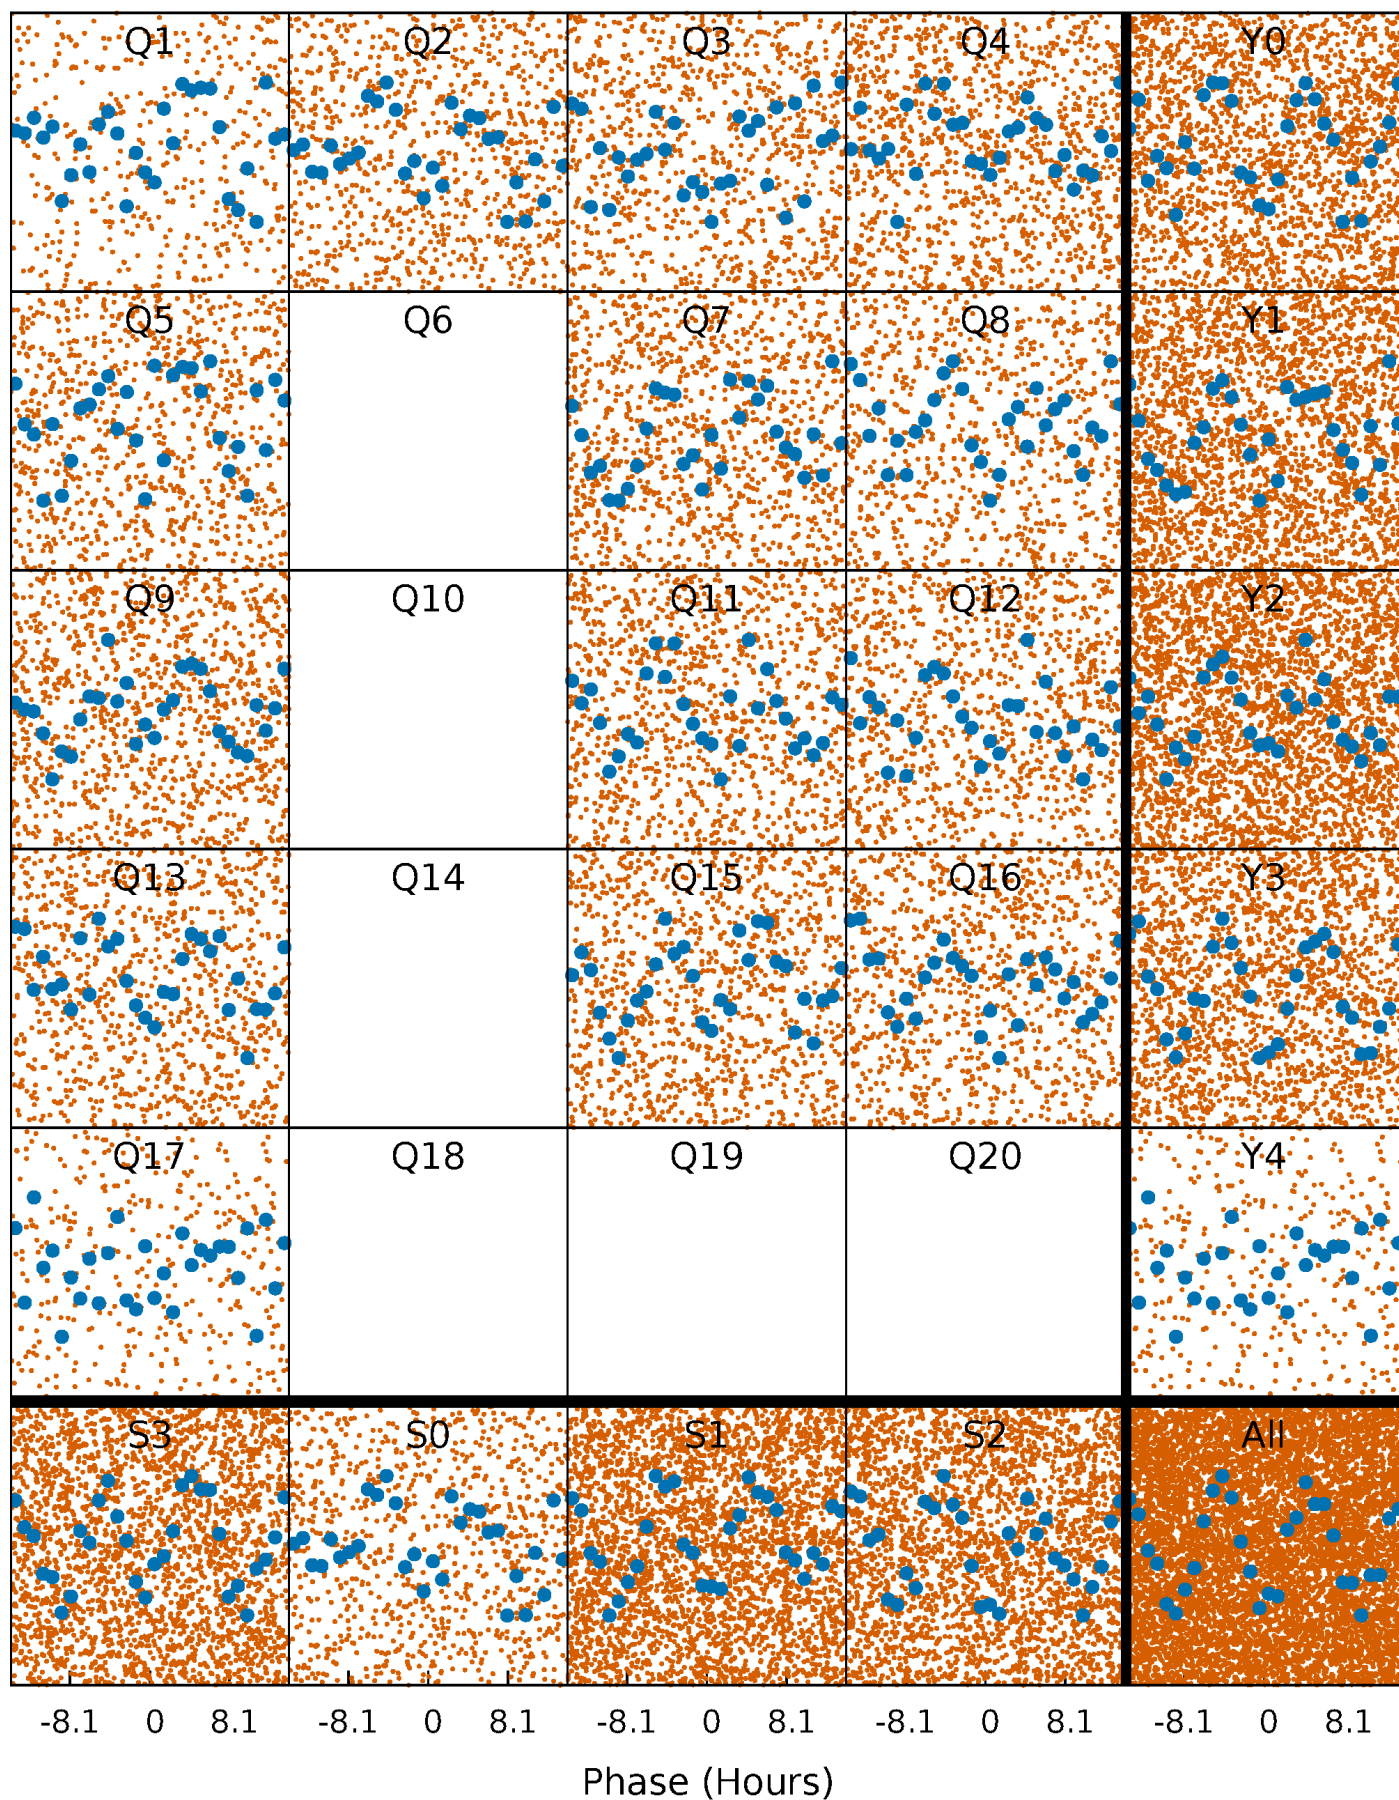 Q1 Q2 Q3 Q4 Y0
Q5 Q6 Q7 Q8 Y1
Q9 Q10 Q11 Q12 Y2
Q13 Q14 Q15 Q16 Y3
Q17 Q18 Q19 Q20 Y4
S3 S0 S1 S2 All
-8.1 0 8.1 -8.1 0 8.1 -8.1 0 8.1 -8.1 0 8.1 -8.1 0 8.1
Phase (Hours)